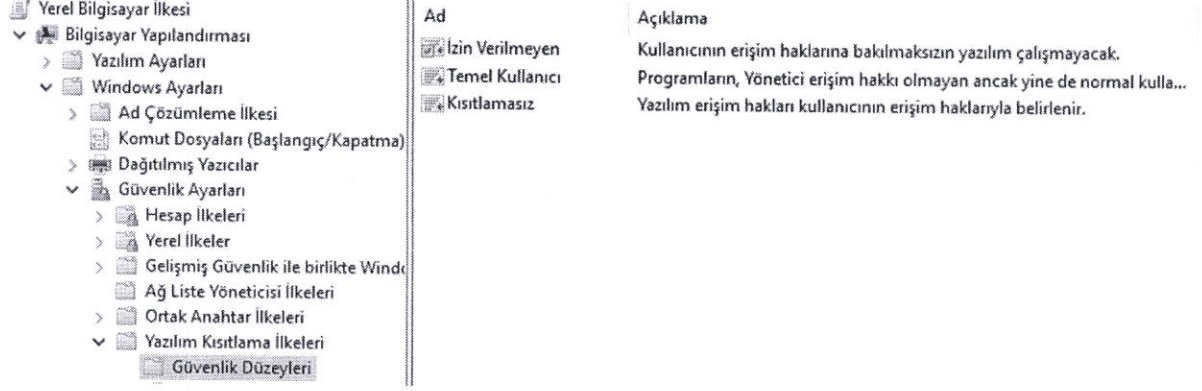 Yerel Bilgisayar İlkesi
Bilgisayar Yapılandırması
Yazılım Ayarları
Windows Ayarları
Ad Çözümleme İlkesi
Komut Dosyaları (Başlangıç/Kapatma)
Dağıtılmış Yazıcılar
Güvenlik Ayarları
Hesap İlkeleri
Yerel İlkeler
Gelişmiş Güvenlik ile birlikte Windo
Ağ Liste Yöneticisi İlkeleri
Ortak Anahtar İlkeleri
Yazılım Kısıtlama İlkeleri
Güvenlik Düzeyleri
Ad Açıklama
İzin Verilmeyen Kullanıcının erişim haklarına bakılmaksızın yazılım çalışmayacak.
Temel Kullanıcı Programların, Yönetici erişim hakkı olmayan ancak yine de normal kulla...
Kısıtlamasız Yazılım erişim hakları kullanıcının erişim haklarıyla belirlenir.